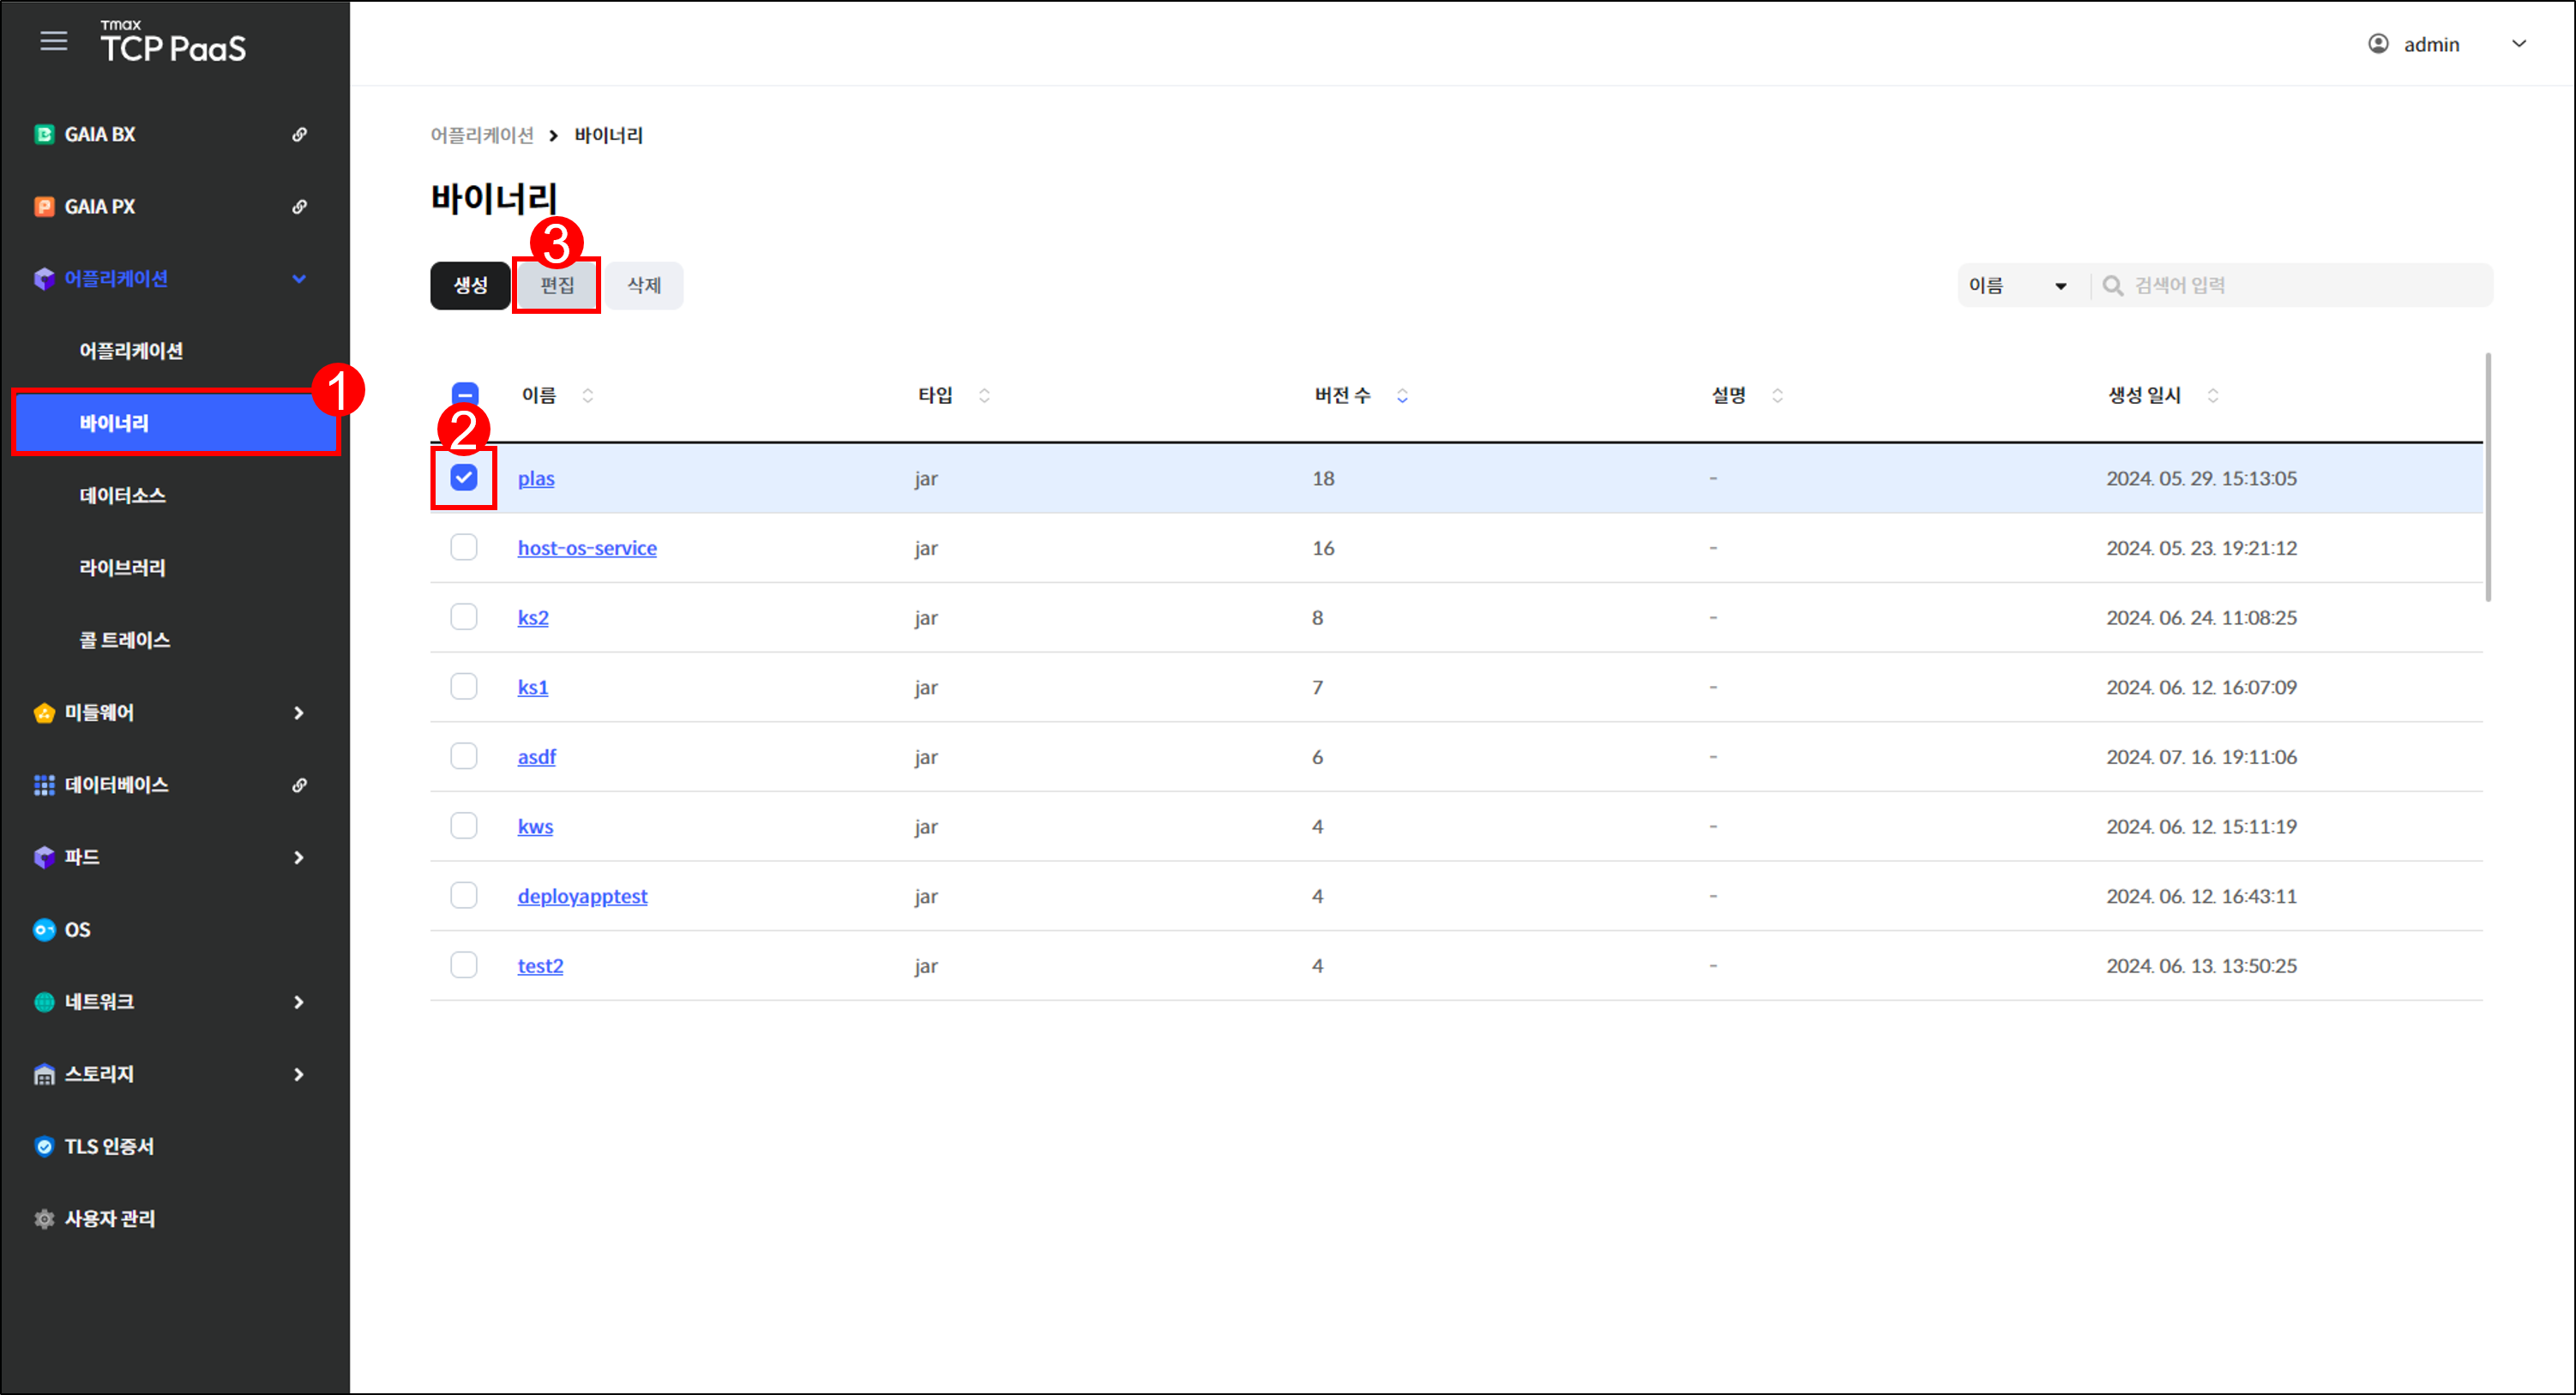 Tmax
TCP PaaS
admin
GAIA BX
GAIA PX
어플리케이션
어플리케이션
1
바이너리
데이터소스
라이브러리
콜 트레이스
미들웨어
데이터베이스
파드
OS
네트워크
스토리지
TLS 인증서
사용자 관리
어플리케이션 > 바이너리
바이너리
3
생성 편집 삭제
이름 검색어 입력
이름 타입 버전 수 설명 생성 일시
2
plas jar 18 - 2024. 05. 29. 15:13:05
host-os-service jar 16 - 2024. 05. 23. 19:21:12
ks2 jar 8 - 2024. 06. 24. 11:08:25
ks1 jar 7 - 2024. 06. 12. 16:07:09
asdf jar 6 - 2024. 07. 16. 19:11:06
kws jar 4 - 2024. 06. 12. 15:11:19
deployapptest jar 4 - 2024. 06. 12. 16:43:11
test2 jar 4 - 2024. 06. 13. 13:50:25